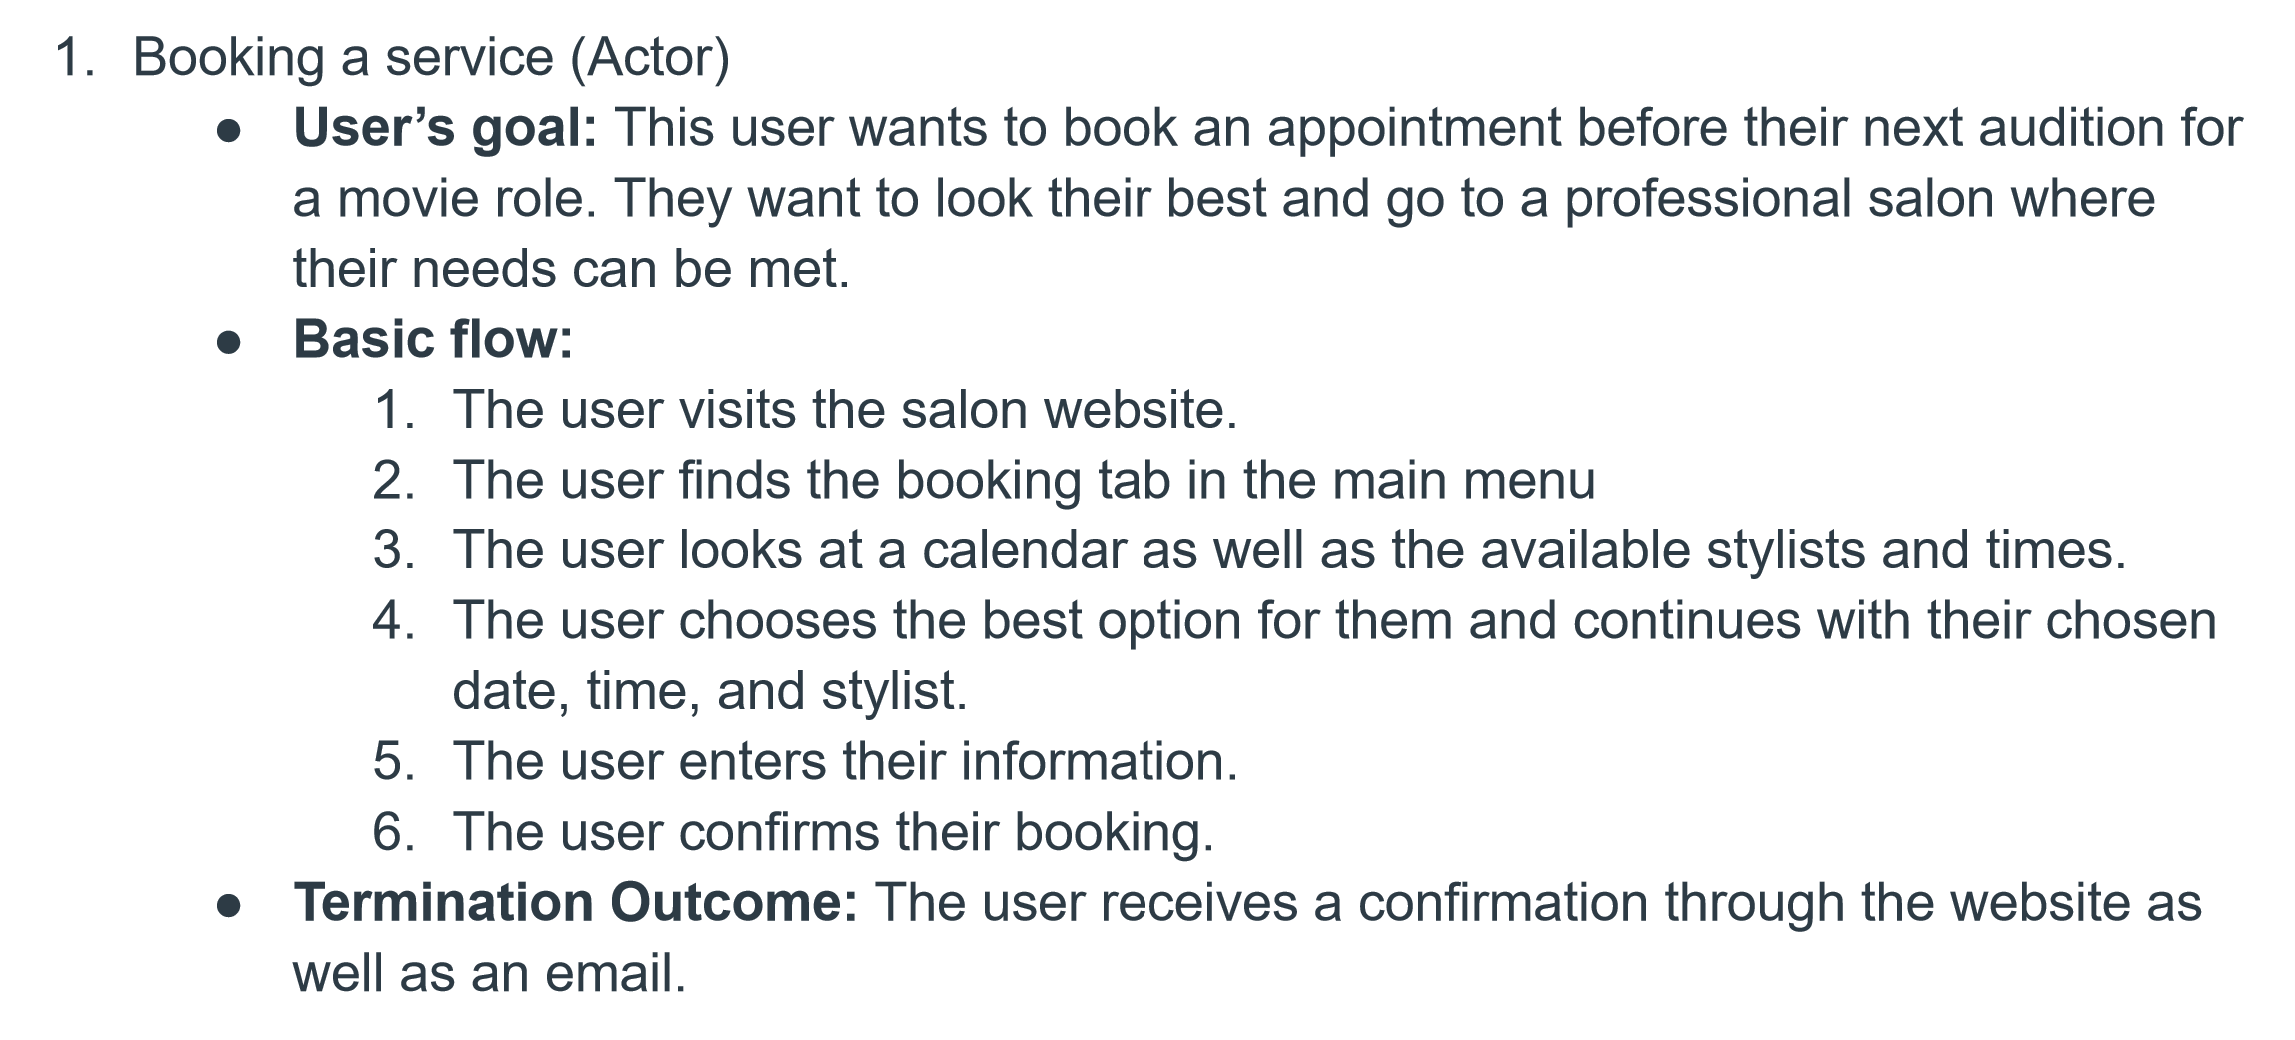 1. Booking a service (Actor)
● User’s goal: This user wants to book an appointment before their next audition for
a movie role. They want to look their best and go to a professional salon where
their needs can be met.
● Basic flow:
1. The user visits the salon website.
2. The user finds the booking tab in the main menu
3. The user looks at a calendar as well as the available stylists and times.
4. The user chooses the best option for them and continues with their chosen
date, time, and stylist.
5. The user enters their information.
6. The user confirms their booking.
● Termination Outcome: The user receives a confirmation through the website as
well as an email.